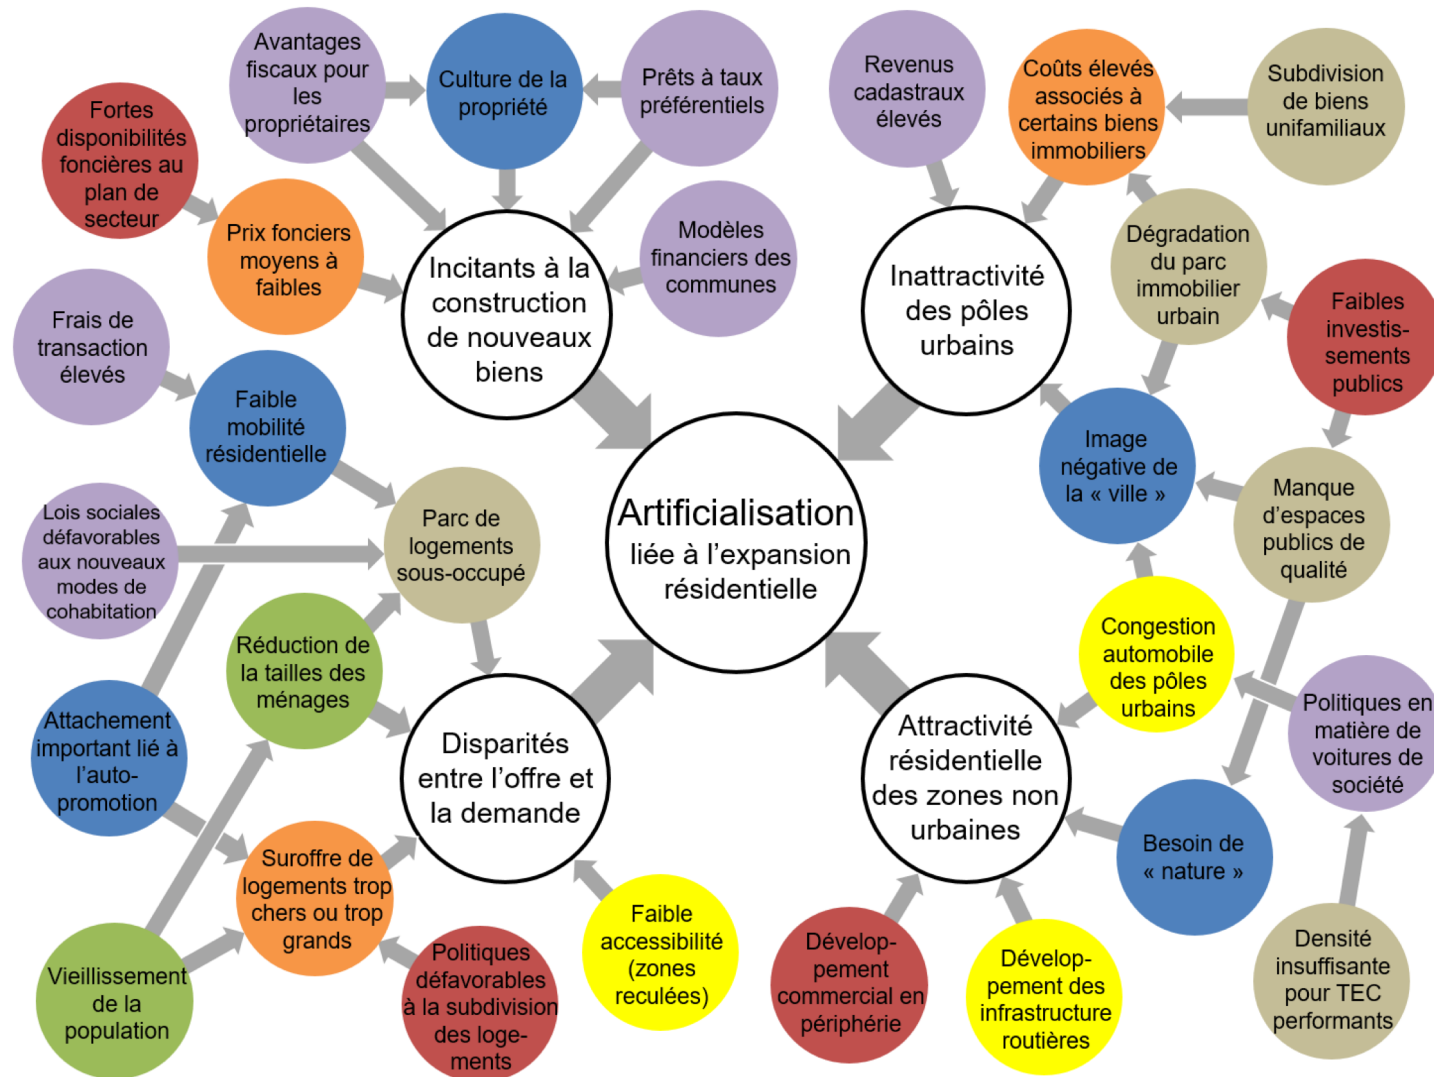 Avantages
fiscaux pour
les
propriétaires
Culture de la
propriété
Prêts à taux
préférentiels
Revenus
cadastraux
élevés
Coûts élevés
associés à
certains biens
immobiliers
Subdivision
de biens
unifamiliaux
Fortes
disponibilités
foncières au
plan de
secteur
Prix fonciers
moyens à
faibles
Incitants à la
construction
de nouveaux
biens
Modèles
financiers des
communes
Inattractivité
des pôles
urbains
Dégradation
du parc
immobilier
urbain
Faibles
investis-
sements
publics
Frais de
transaction
élevés
Faible
mobilité
résidentielle
Image
négative de
la « ville »
Manque
d'espaces
publics de
qualité
Lois sociales
défavorables
aux nouveaux
modes de
cohabitation
Parc de
logements
sous-occupé
Artificialisation
liée à l'expansion
résidentielle
Réduction de
la tailles des
ménages
Congestion
automobile
des pôles
urbains
Politiques en
matière de
voitures de
société
Attachement
important lié à
l'auto-
promotion
Disparités
entre l'offre et
la demande
Attractivité
résidentielle
des zones non
urbaines
Besoin de
« nature »
Suroffre de
logements trop
chers ou trop
grands
Faible
accessibilité
(zones
reculées)
Vieillissement
de la
population
Politiques
défavorables
à la subdivision
des loge-
ments
Dévelop-
pement
commercial en
périphérie
Dévelop-
pement des
infrastructure
routières
Densité
insuffisante
pour TEC
performants